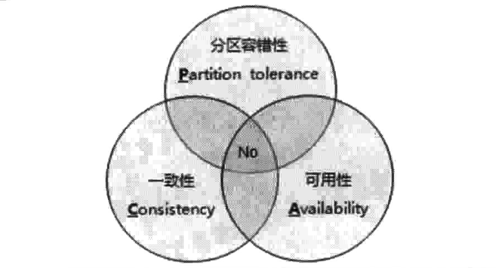 分区容错性
Partition tolerance
No
一致性
Consistency
可用性
Availability